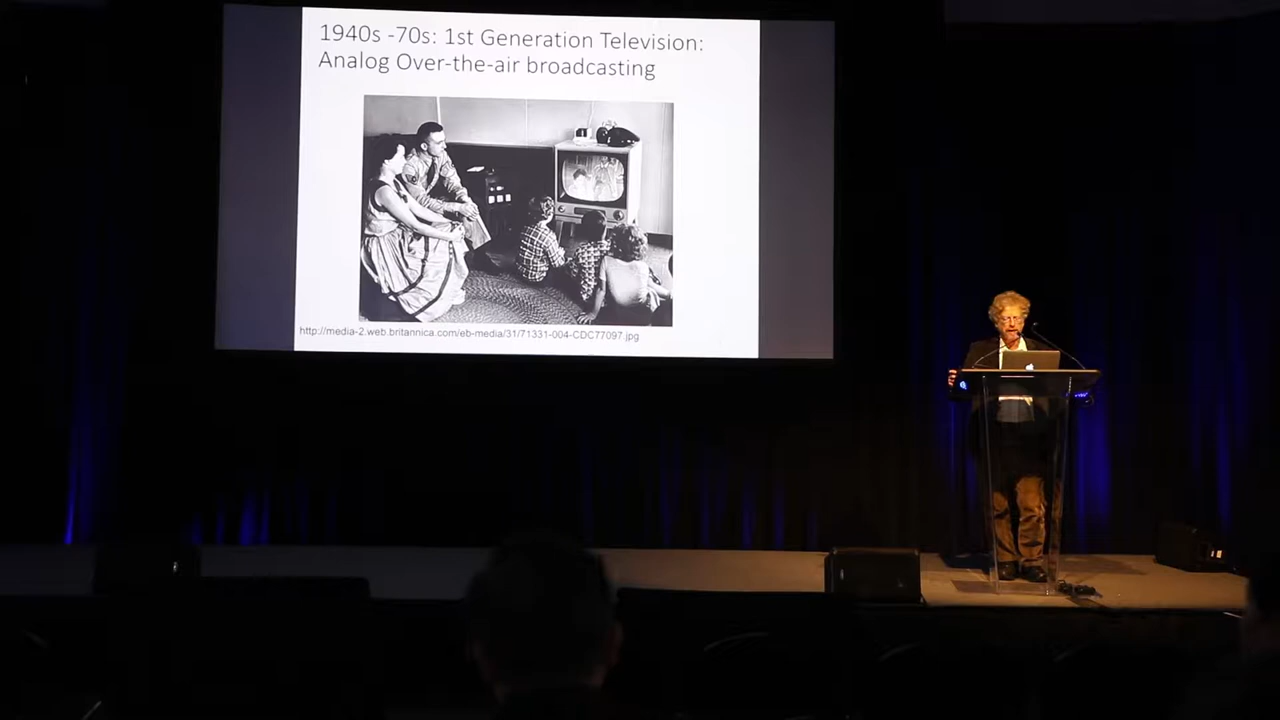 1940s -70s: 1st Generation Television:
Analog Over-the-air broadcasting
http://media-2.web.britannica.com/eb-media/31/71331-004-CDC77097.jpg